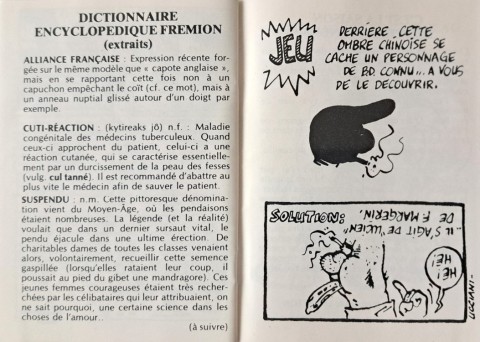 DICTIONNAIRE
ENCYCLOPEDIQUE FREMION
(extraits)
ALLIANCE FRANÇAISE : Expression récente for-
gée sur le même modèle que « capote anglaise »,
mais en se rapportant cette fois non à un
capuchon empêchant le coït (cf. ce mot), mais à
un anneau nuptial glissé autour d'un doigt par
exemple.
CUTI-RÉACTION : (kytireaks jõ) n.f. : Maladie
congénitale des médecins tuberculeux. Quand
ceux-ci approchent du patient, celui-ci a une
réaction cutanée, qui se caractérise essentielle-
ment par un durcissement de la peau des fesses
(vulg. cul tanné). Il est recommandé d'abattre au
plus vite le médecin afin de sauver le patient.
SUSPENDU : n.m. Cette pittoresque dénomina-
tion vient du Moyen-Age, où les pendaisons
étaient nombreuses. La légende (et la réalité)
voulait que dans un dernier sursaut vital, le
pendu éjacule dans une ultime érection. De
charitables dames de toutes les classes venaient
alors, volontairement, recueillir cette semence
gaspillée (lorsqu'elles rataient leur coup, il
poussait au pied du gibet une mandragore). Ces
jeunes femmes courageuses étaient très recher-
chées par les célibataires qui leur attribuaient, on
ne sait pourquoi, une certaine science dans les
choses de l'amour..
(à suivre)
JEU
DERRIÈRE CETTE
OMBRE CHINOISE SE
CACHE UN PERSONNAGE
DE B.D. CONNU... A VOUS
DE LE DECOUVRIR.
SOLUTION:
... IL S'AGIT DE "LUCIEN"
DE F. MARGERIN.
HÉ!
HÉ!
UCCIANI-